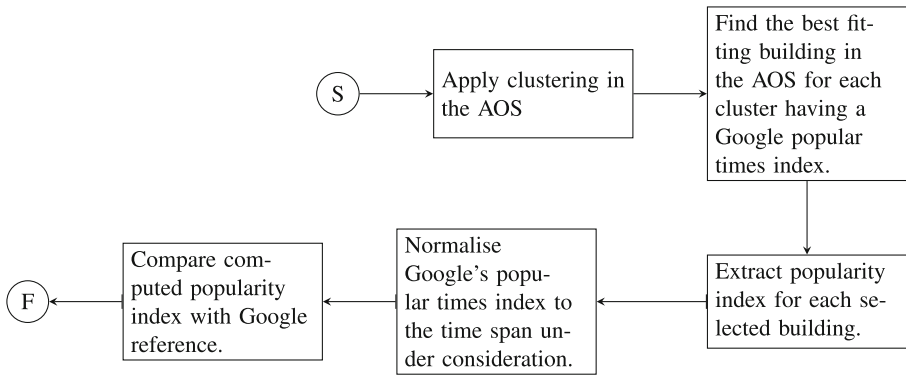 S
Apply clustering in
the AOS
Find the best fit-
ting building in
the AOS for each
cluster having a
Google popular
times index.
Extract popularity
index for each se-
lected building.
Normalise
Google's popu-
lar times index to
the time span un-
der consideration.
Compare com-
puted popularity
index with Google
reference.
F